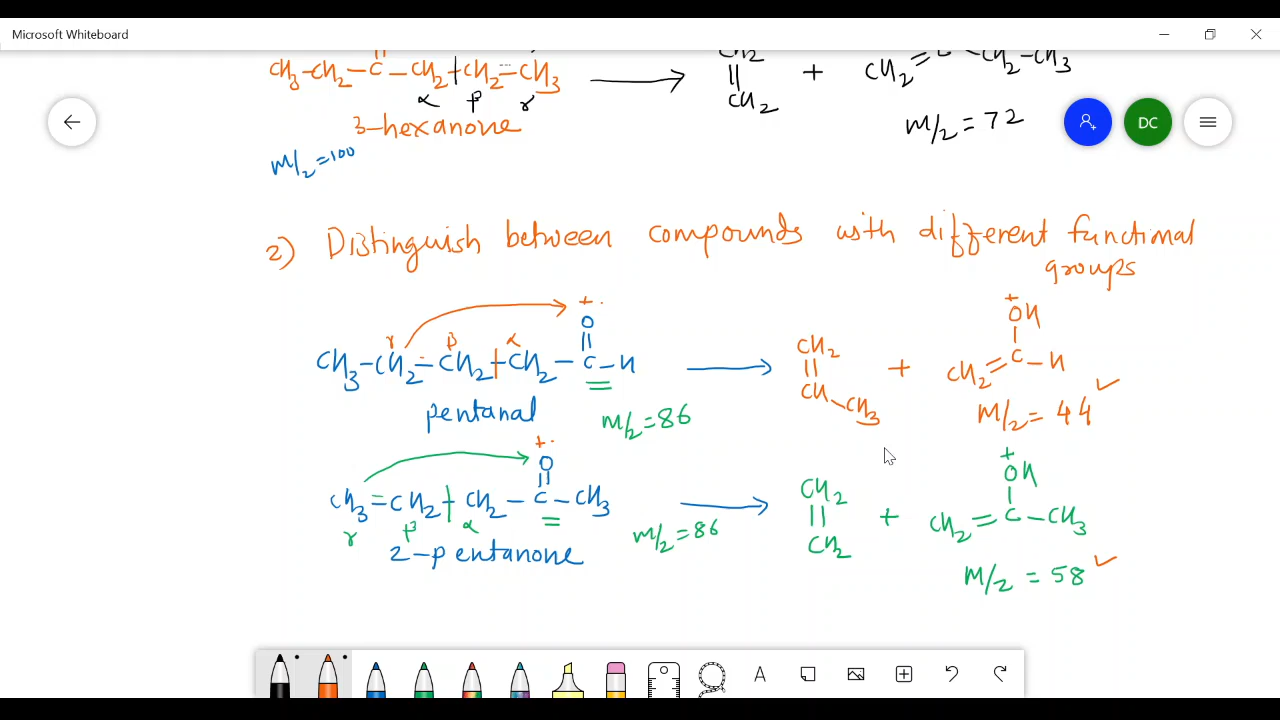 Microsoft Whiteboard
CH3-CH2-C-CH2+CH2-CH3 ⟶ CH2 || CH2 + CH2=C CH2-CH3
α β γ
3-hexanone
m/z=100
m/z=72
DC
2) Distinguish between compounds with different functional
groups
CH3-CH2-CH2+CH2-C-H ⟶ CH2 || CH-CH3 + CH2=C-H
γ β α
+. O ||
+ OH
pentanal
m/z=86
m/z=44 ✓
CH3=CH2+CH2-C-CH3 ⟶ CH2 || CH2 + CH2=C-CH3
γ β α
+. O ||
+ OH
2-pentanone
m/z=86
m/z=58 ✓
A